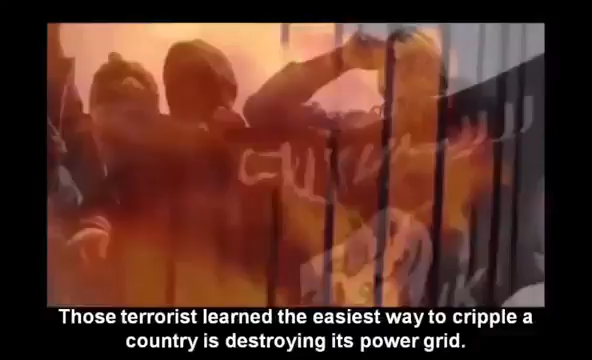 Those terrorist learned the easiest way to cripple a
country is destroying its power grid.